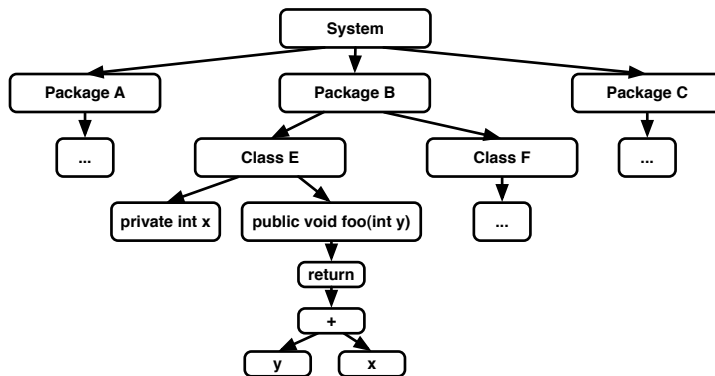 System
Package A
Package B
Package C
...
Class E
Class F
...
private int x
public void foo(int y)
...
return
+
y
x